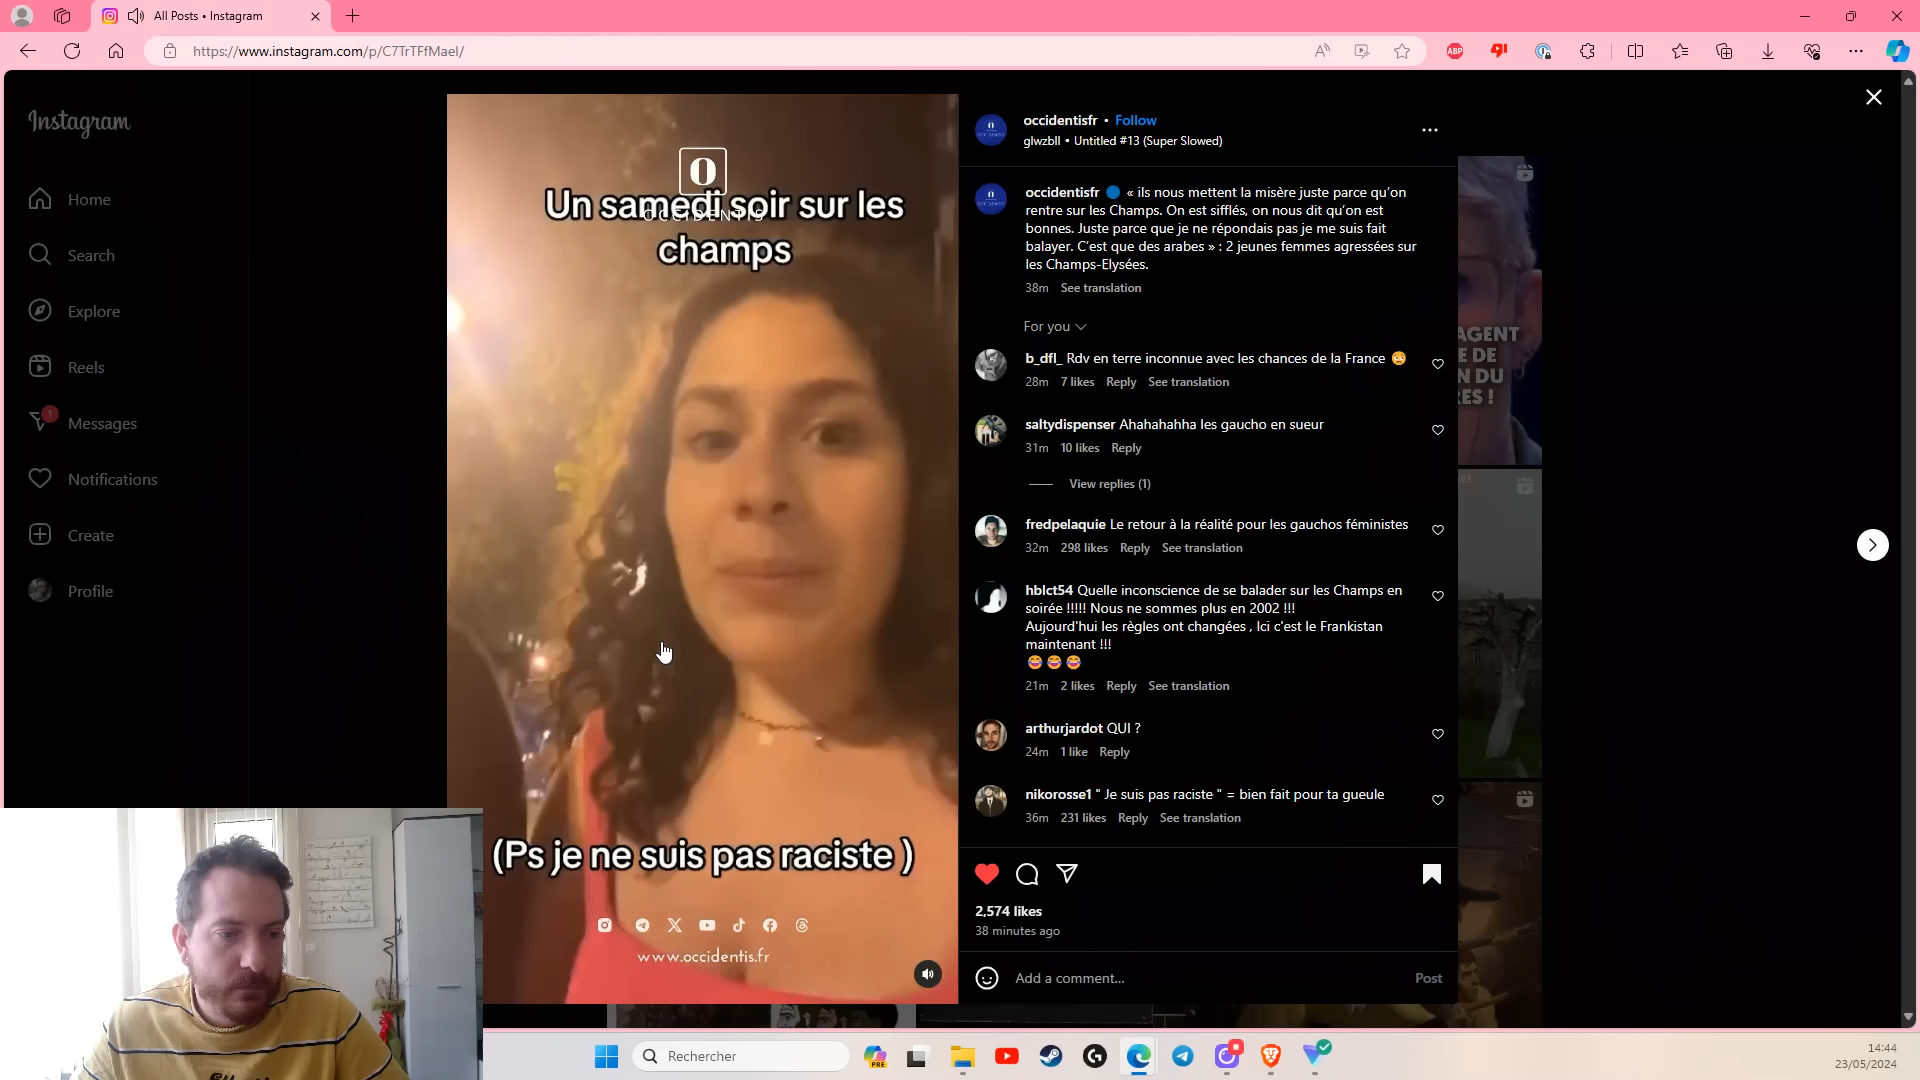 All Posts • Instagram
https://www.instagram.com/p/C7TrTFfMael/
Instagram
Home
Search
Explore
Reels
1
Messages
Notifications
Create
Profile
O
OCCIDENTIS
Un samedi soir sur les
champs
(Ps je ne suis pas raciste )
www.occidentis.fr
occidentisfr • Follow
glwzbll • Untitled #13 (Super Slowed)
occidentisfr « ils nous mettent la misère juste parce qu'on
rentre sur les Champs. On est sifflés, on nous dit qu'on est
bonnes. Juste parce que je ne répondais pas je me suis fait
balayer. C'est que des arabes » : 2 jeunes femmes agressées sur
les Champs-Elysées.
38m See translation
For you
b_dfl_ Rdv en terre inconnue avec les chances de la France
28m 7 likes Reply See translation
saltydispenser Ahahahahha les gaucho en sueur
31m 10 likes Reply
View replies (1)
fredpelaquie Le retour à la réalité pour les gauchos féministes
32m 298 likes Reply See translation
hblct54 Quelle inconscience de se balader sur les Champs en
soirée !!!!! Nous ne sommes plus en 2002 !!!
Aujourd'hui les règles ont changées , Ici c'est le Frankistan
maintenant !!!
21m 2 likes Reply See translation
arthurjardot QUI ?
24m 1 like Reply
nikorosse1 " Je suis pas raciste " = bien fait pour ta gueule
36m 231 likes Reply See translation
2,574 likes
38 minutes ago
Add a comment...
Post
AGENT
E DE
N DU
RES !
Rechercher
14:44
23/05/2024